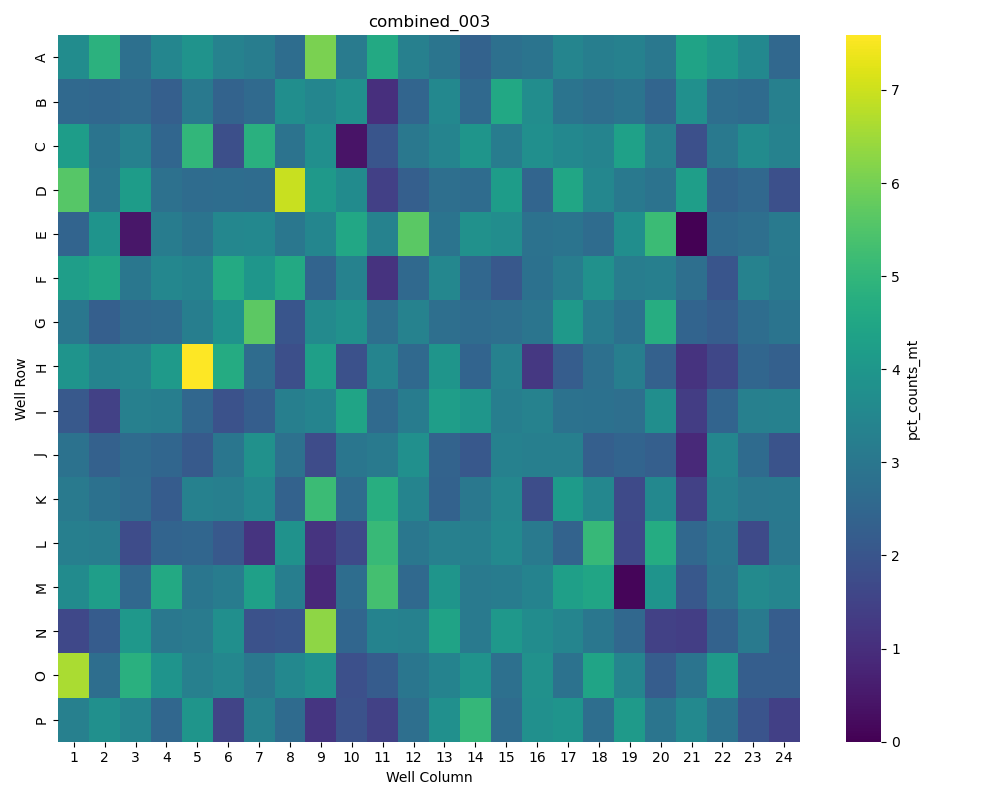 combined_003
Well Row
A
B
C
D
E
F
G
H
I
J
K
L
M
N
O
P
1 2 3 4 5 6 7 8 9 10 11 12 13 14 15 16 17 18 19 20 21 22 23 24
Well Column
7
6
5
4
3
2
1
0
pct_counts_mt